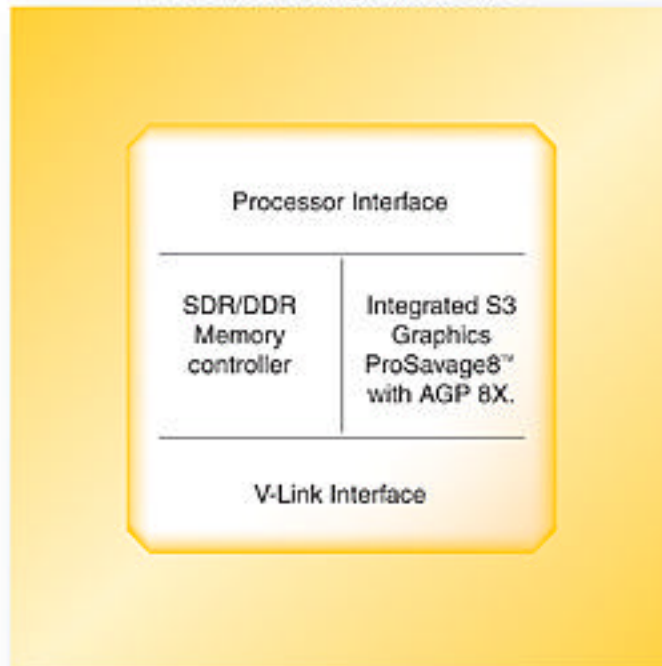 Processor Interface
SDR/DDR
Memory
controller
Integrated S3
Graphics
ProSavage8™
with AGP 8X.
V-Link Interface